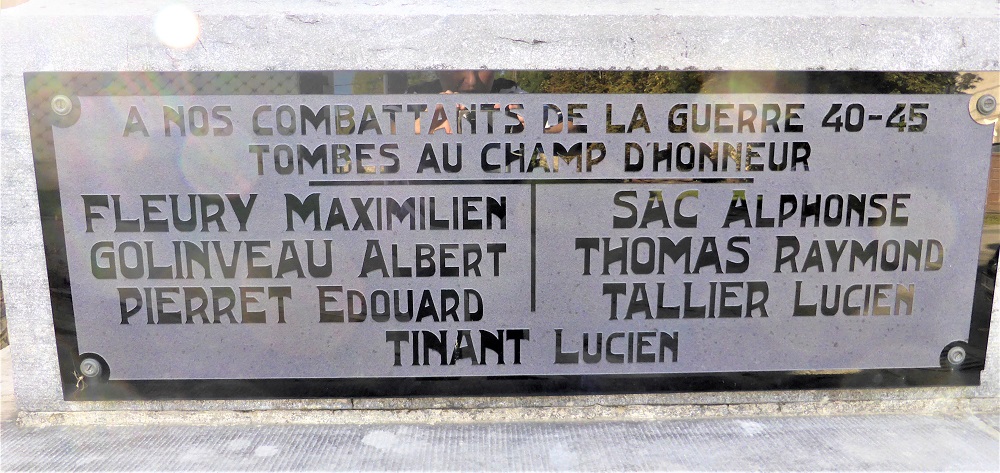 A NOS COMBATTANTS DE LA GUERRE 40-45
TOMBES AU CHAMP D'HONNEUR
FLEURY MAXIMILIEN
GOLINVEAU ALBERT
PIERRET EDOUARD
SAC ALPHONSE
THOMAS RAYMOND
TALLIER LUCIEN
TINANT LUCIEN